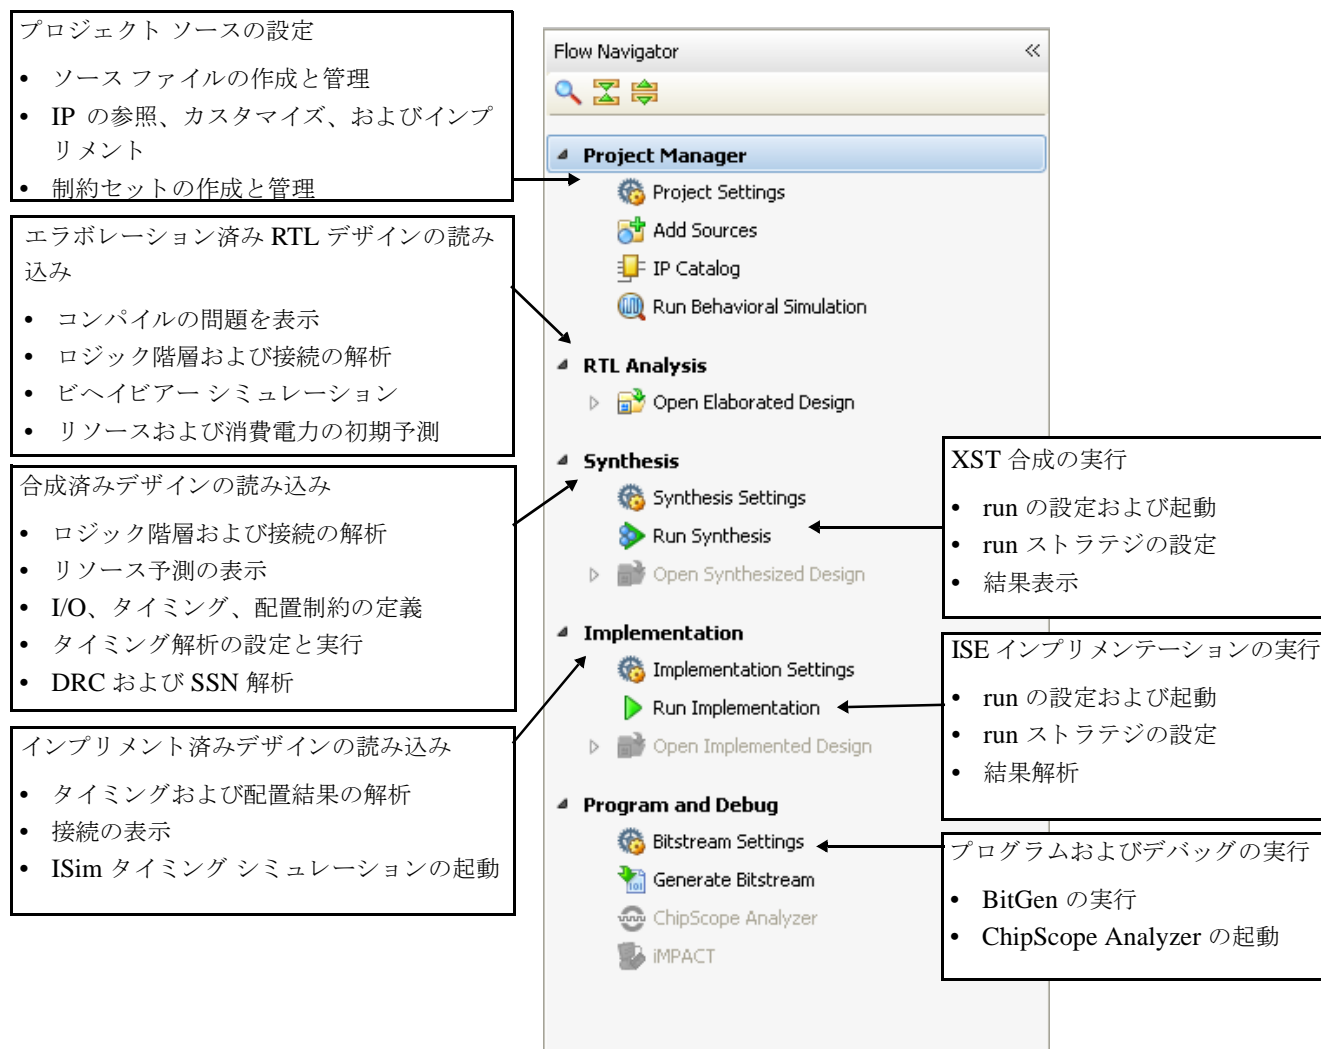 プロジェクト ソースの設定
• ソース ファイルの作成と管理
• IP の参照、カスタマイズ、およびインプ
リメント
• 制約セットの作成と管理
エラボレーション済み RTL デザインの読み
込み
• コンパイルの問題を表示
• ロジック階層および接続の解析
• ビヘイビアー シミュレーション
• リソースおよび消費電力の初期予測
合成済みデザインの読み込み
• ロジック階層および接続の解析
• リソース予測の表示
• I/O、タイミング、配置制約の定義
• タイミング解析の設定と実行
• DRC および SSN 解析
インプリメント済みデザインの読み込み
• タイミングおよび配置結果の解析
• 接続の表示
• ISim タイミング シミュレーションの起動
Flow Navigator
Project Manager
Project Settings
Add Sources
IP Catalog
Run Behavioral Simulation
RTL Analysis
Open Elaborated Design
Synthesis
Synthesis Settings
Run Synthesis
Open Synthesized Design
Implementation
Implementation Settings
Run Implementation
Open Implemented Design
Program and Debug
Bitstream Settings
Generate Bitstream
ChipScope Analyzer
iMPACT
XST 合成の実行
• run の設定および起動
• run ストラテジの設定
• 結果表示
ISE インプリメンテーションの実行
• run の設定および起動
• run ストラテジの設定
• 結果解析
プログラムおよびデバッグの実行
• BitGen の実行
• ChipScope Analyzer の起動